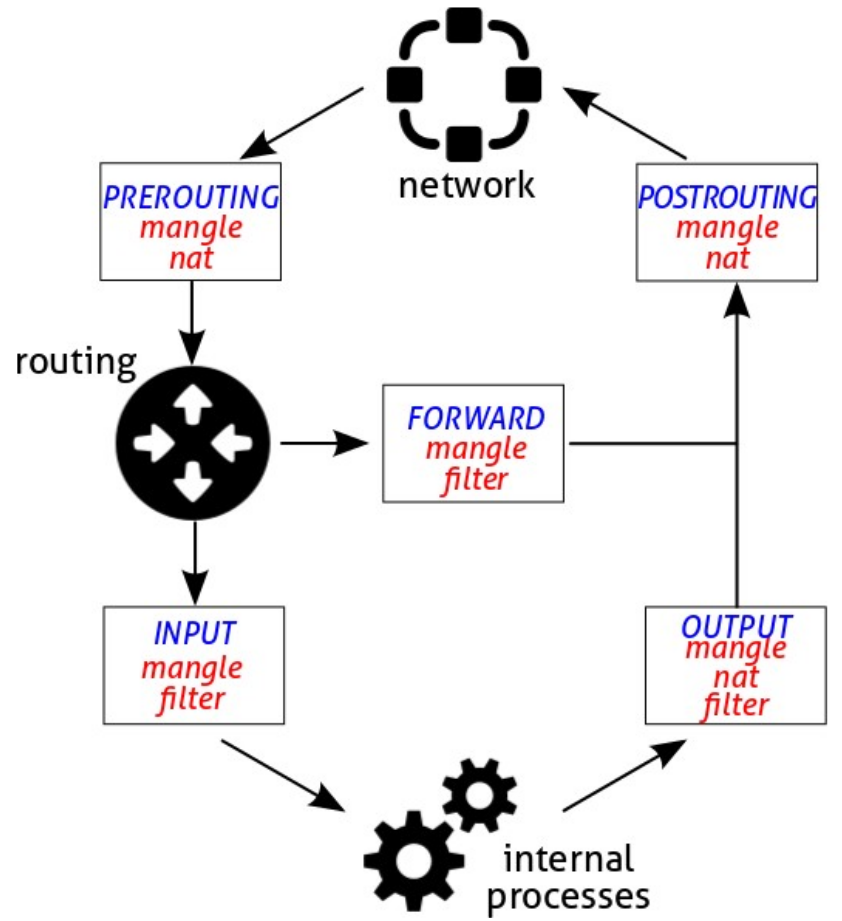 network
PREROUTING
mangle
nat
POSTROUTING
mangle
nat
routing
FORWARD
mangle
filter
INPUT
mangle
filter
OUTPUT
mangle
nat
filter
internal
processes